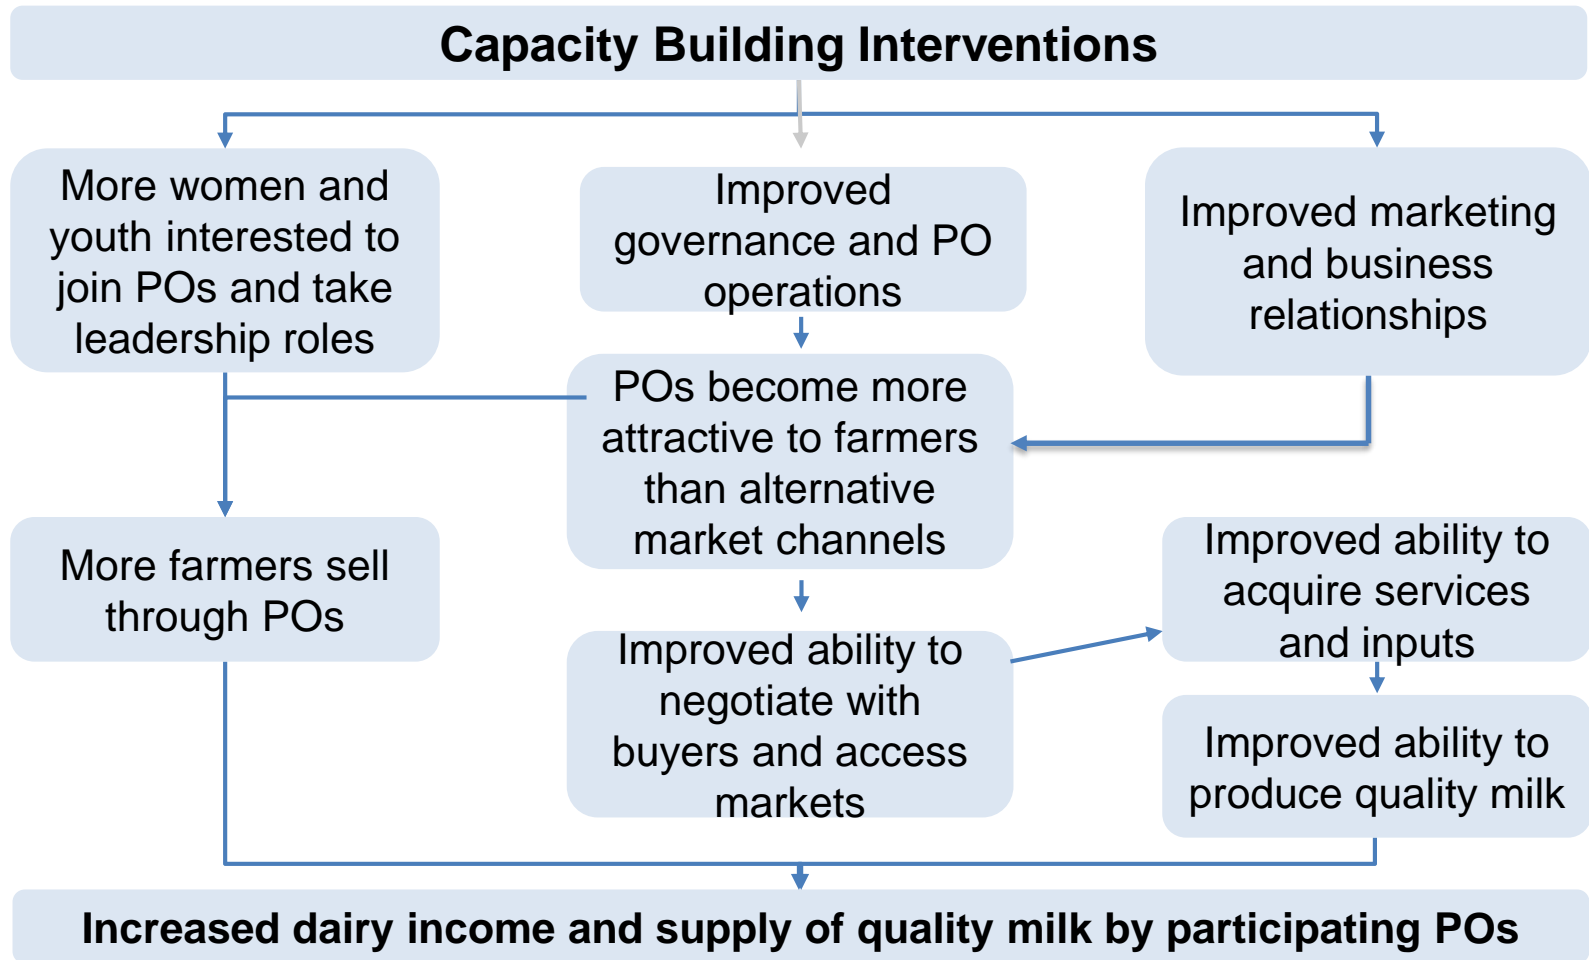 Capacity Building Interventions
More women and
youth interested to
join POs and take
leadership roles
Improved
governance and PO
operations
Improved marketing
and business
relationships
POs become more
attractive to farmers
than alternative
market channels
More farmers sell
through POs
Improved ability to
negotiate with
buyers and access
markets
Improved ability to
acquire services
and inputs
Improved ability to
produce quality milk
Increased dairy income and supply of quality milk by participating POs